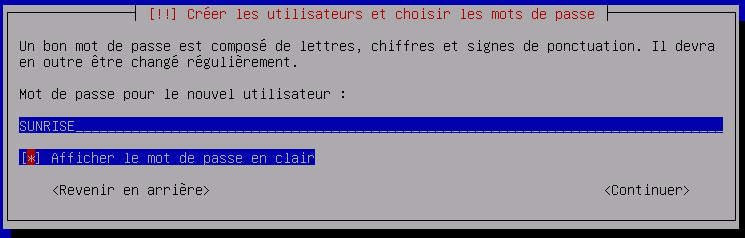 [!!] Créer les utilisateurs et choisir les mots de passe
Un bon mot de passe est composé de lettres, chiffres et signes de ponctuation. Il devra
en outre être changé régulièrement.
Mot de passe pour le nouvel utilisateur :
SUNRISE
[*] Afficher le mot de passe en clair
<Revenir en arrière> <Continuer>